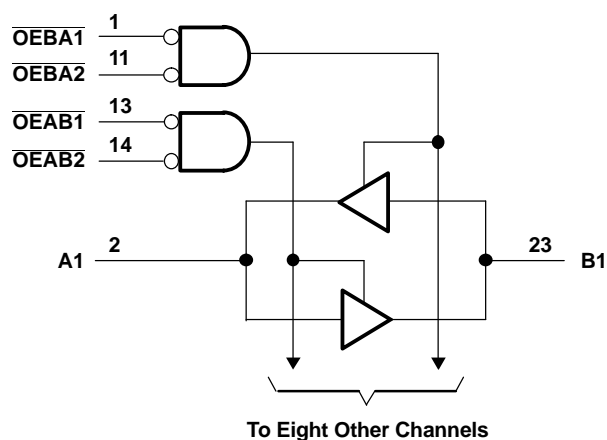 OEBA1 1
OEBA2 11
OEAB1 13
OEAB2 14
A1 2
23 B1
To Eight Other Channels